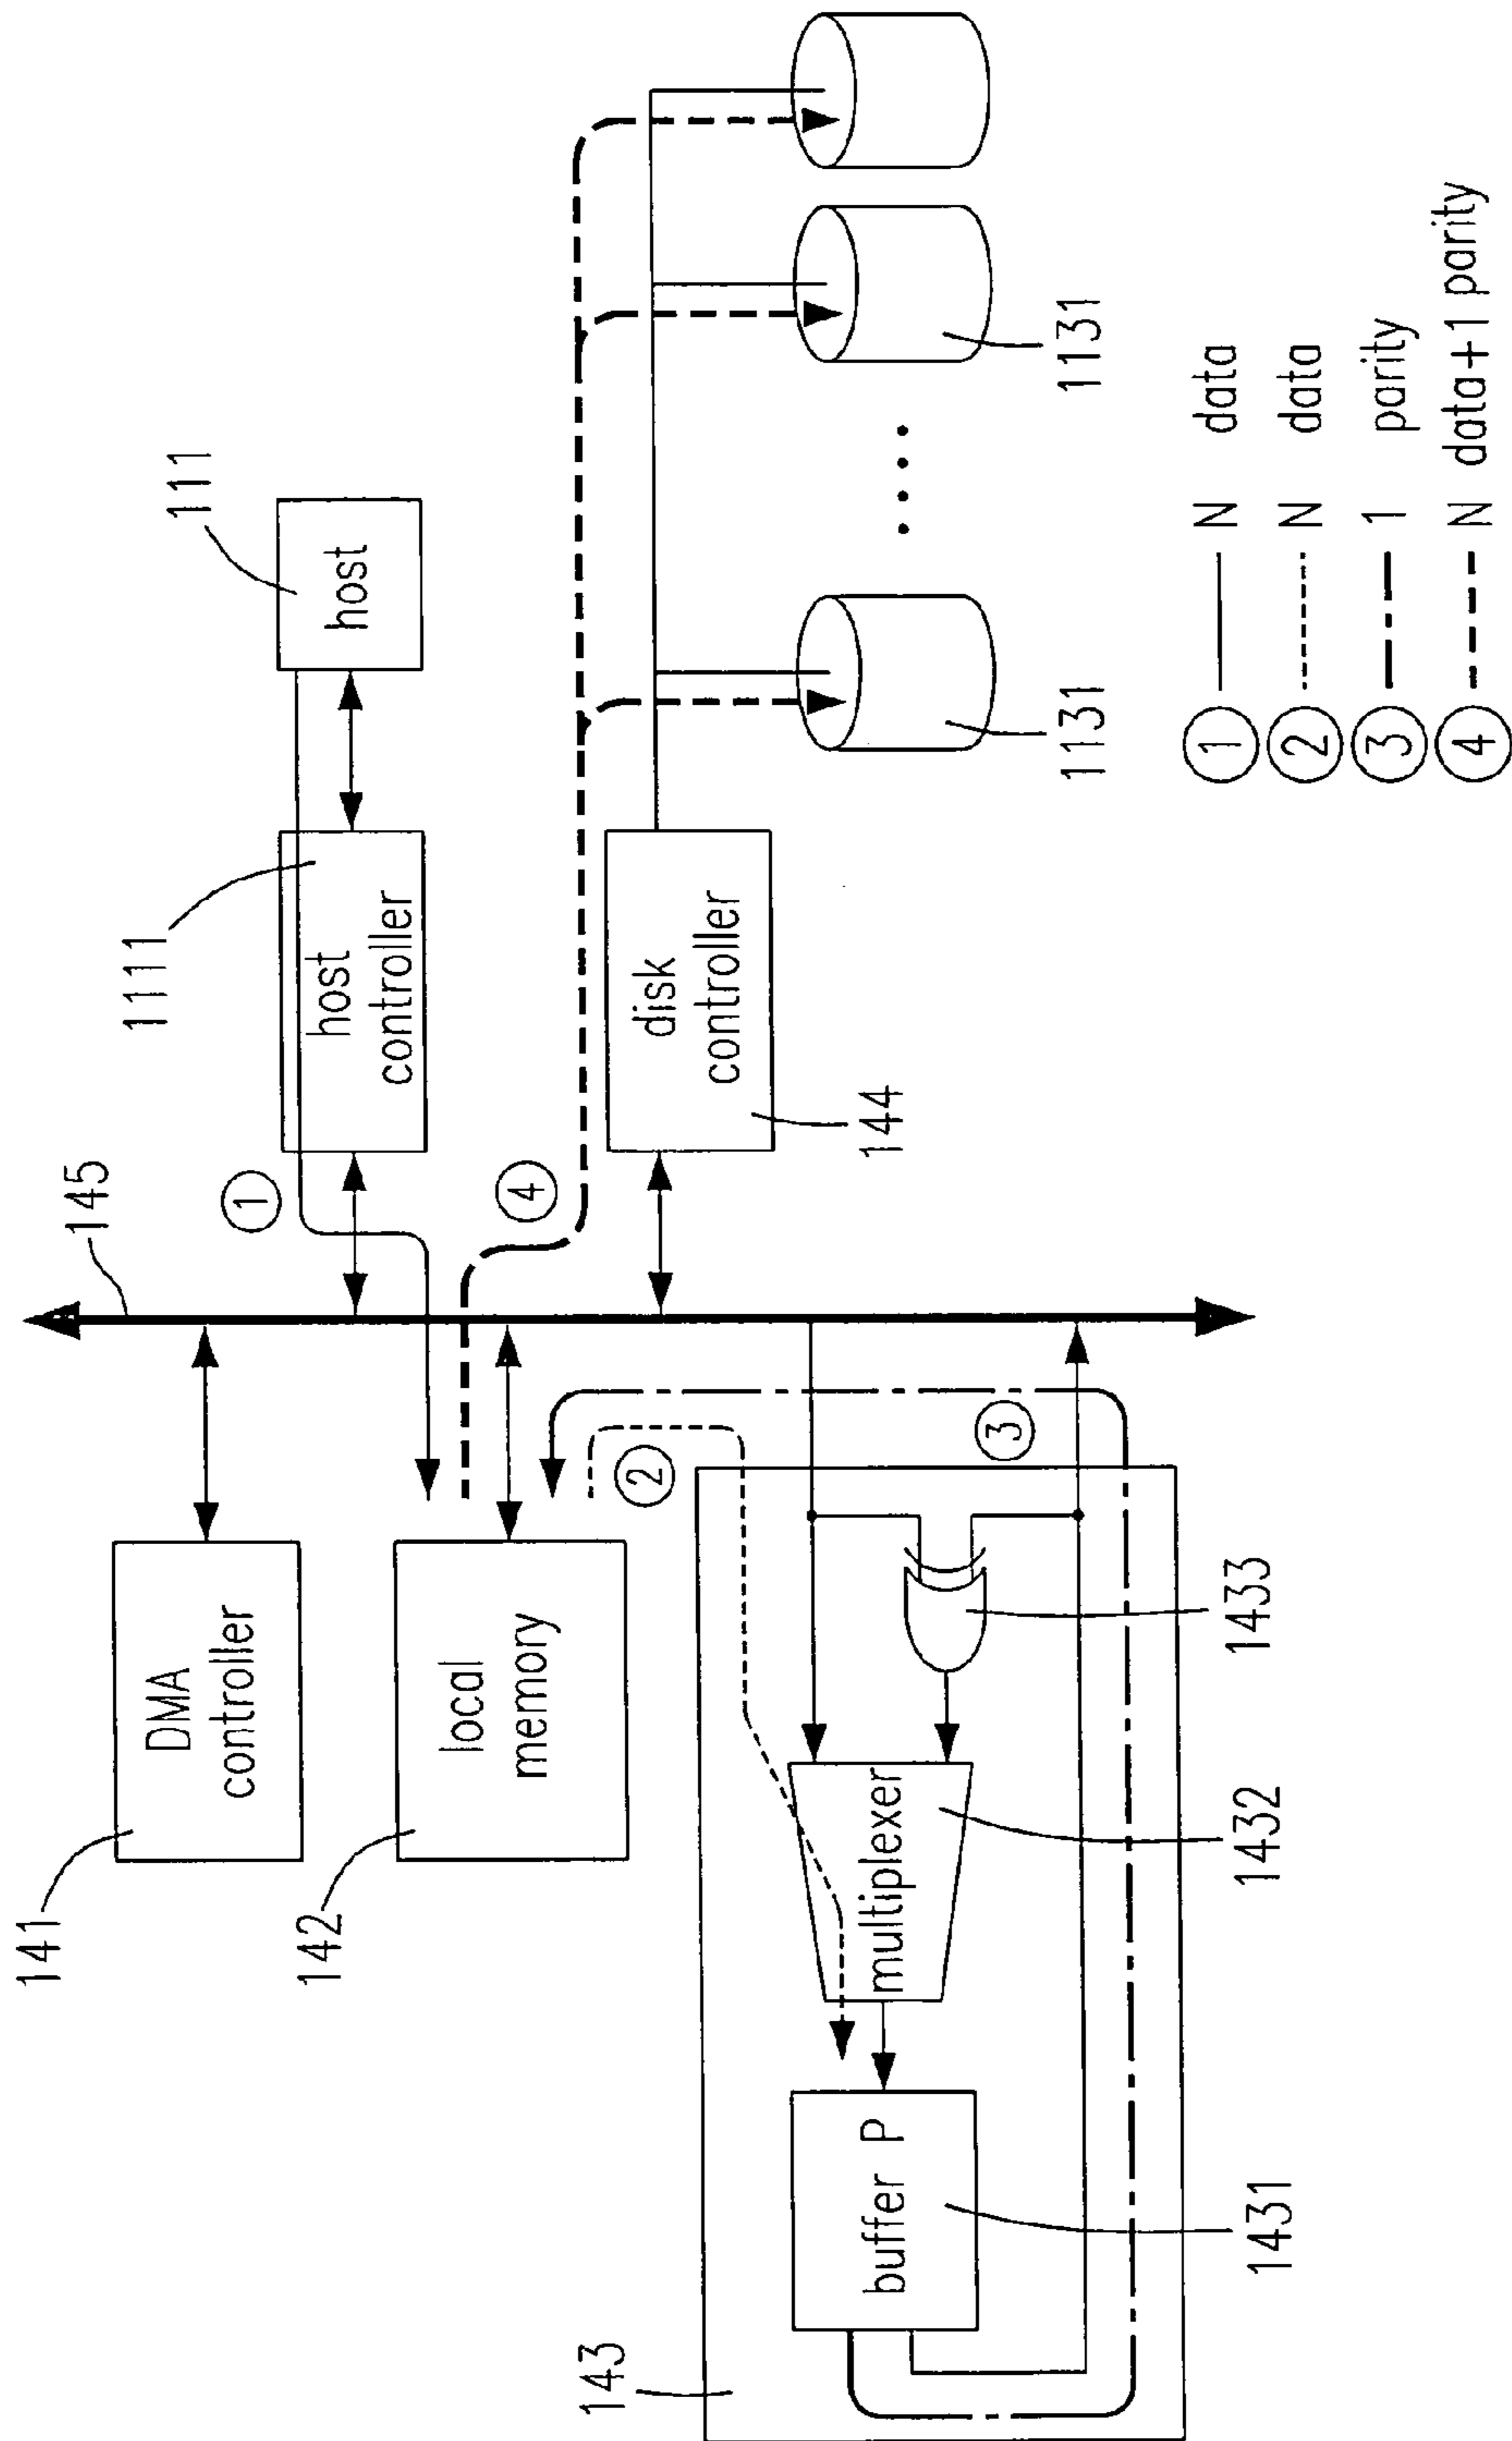 145
111
host
1111
host
controller
141
DMA
controller
142
local
memory
①
④
②
③
disk
controller
144
1131
1131
143
buffer P
1431
multiplexer
1432
1433
① N data
② N data
③ 1 parity
④ N data+1 parity